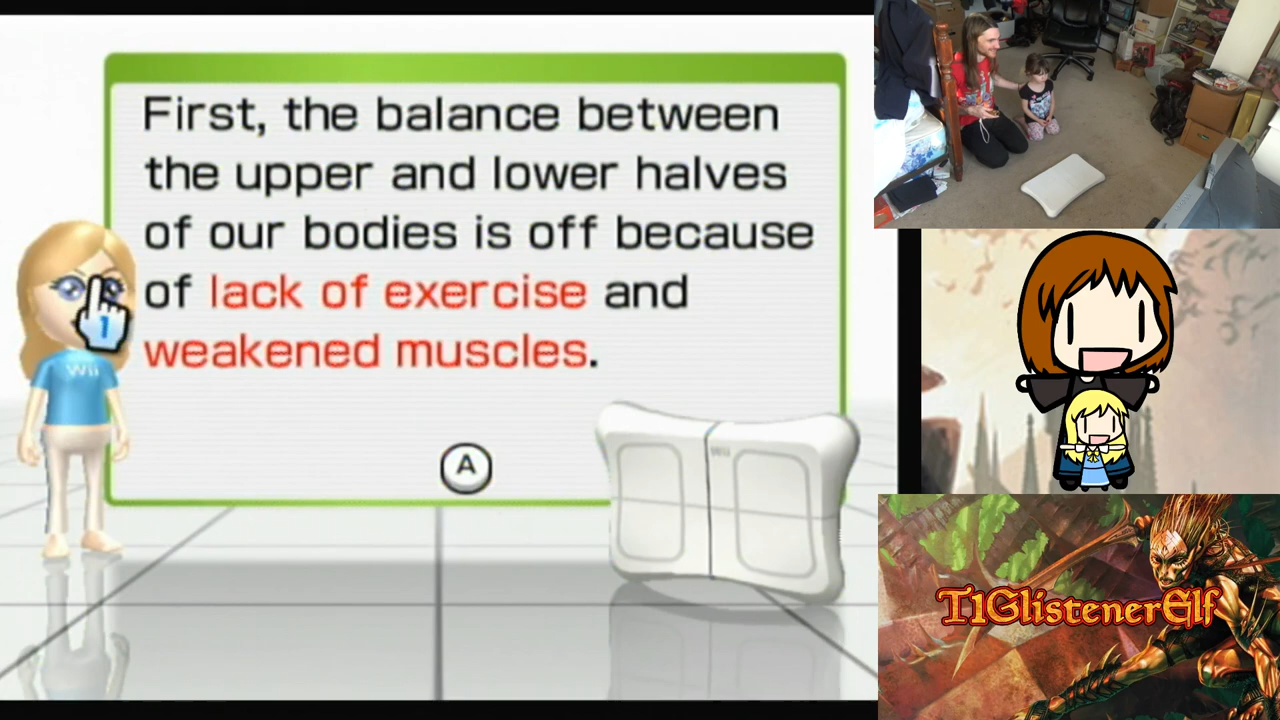 First, the balance between
the upper and lower halves
of our bodies is off because
of lack of exercise and
weakened muscles.
A
Wii
Wii
1
T1GlistenerElf